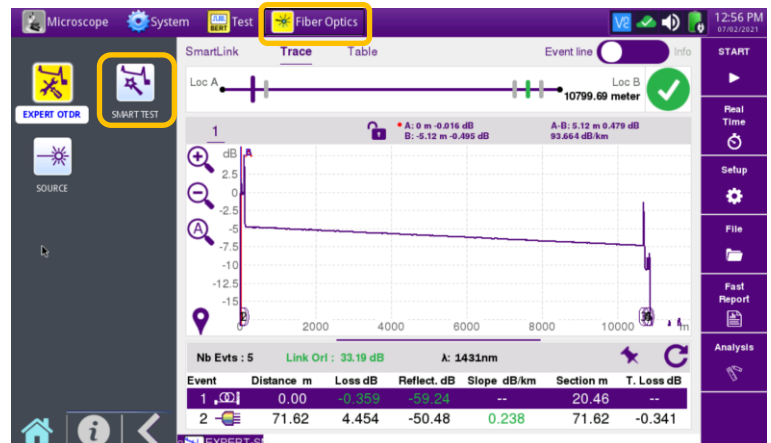 Microscope System BERT Test Fiber Optics V2 12:56 PM
07/02/2021
SmartLink Trace Table Event line Info START
Loc A Loc B
10799.69 meter
EXPERT OTDR SMART TEST
Real
Time
1 A: 0 m -0.016 dB A-B: 5.12 m 0.479 dB
B: -5.12 m -0.495 dB 93.664 dB/km
SOURCE
dB A
2.5
0
-2.5
-5
-7.5
-10
-12.5
-15
0 2000 4000 6000 8000 10000 m
Setup
File
Fast
Report
Analysis
Nb Evts : 5 Link Orl : 33.19 dB λ: 1431nm
Event Distance m Loss dB Reflect. dB Slope dB/km Section m T. Loss dB
1 0.00 -0.359 -59.24 -- 20.46 --
2 71.62 4.454 -50.48 0.238 71.62 -0.341